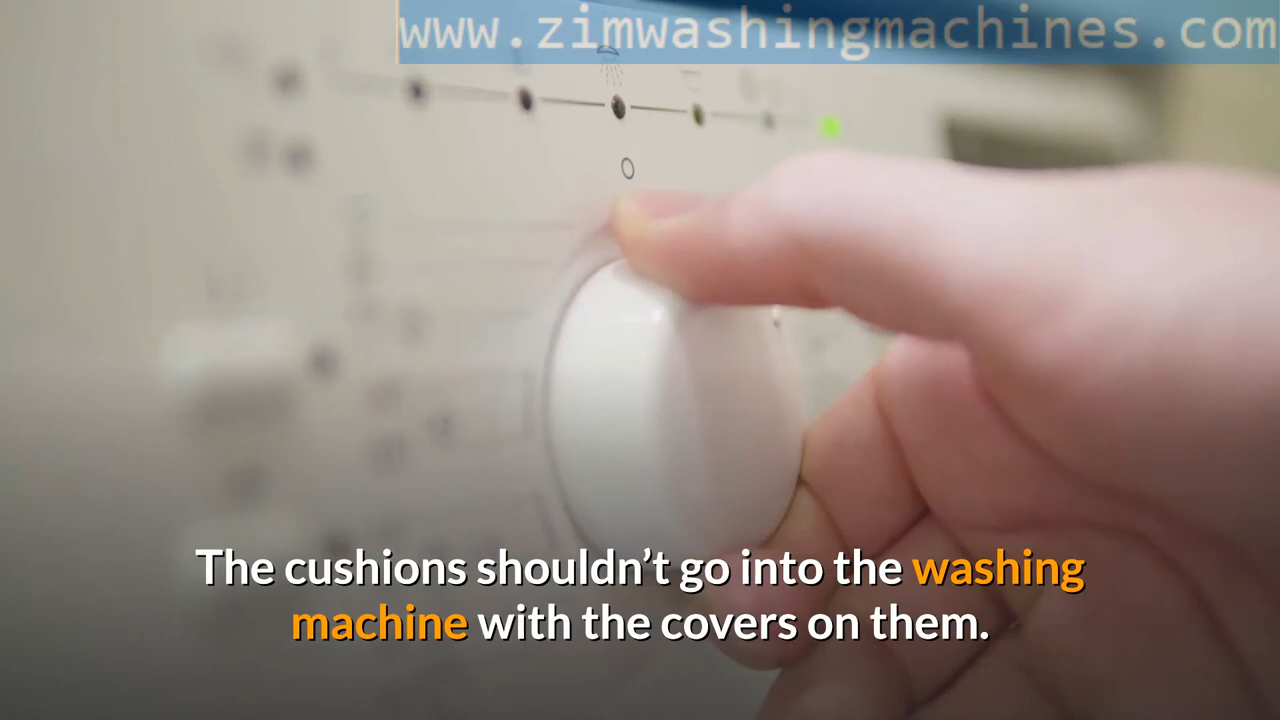 www.zimwashingmachines.com
The cushions shouldn’t go into the washing
machine with the covers on them.